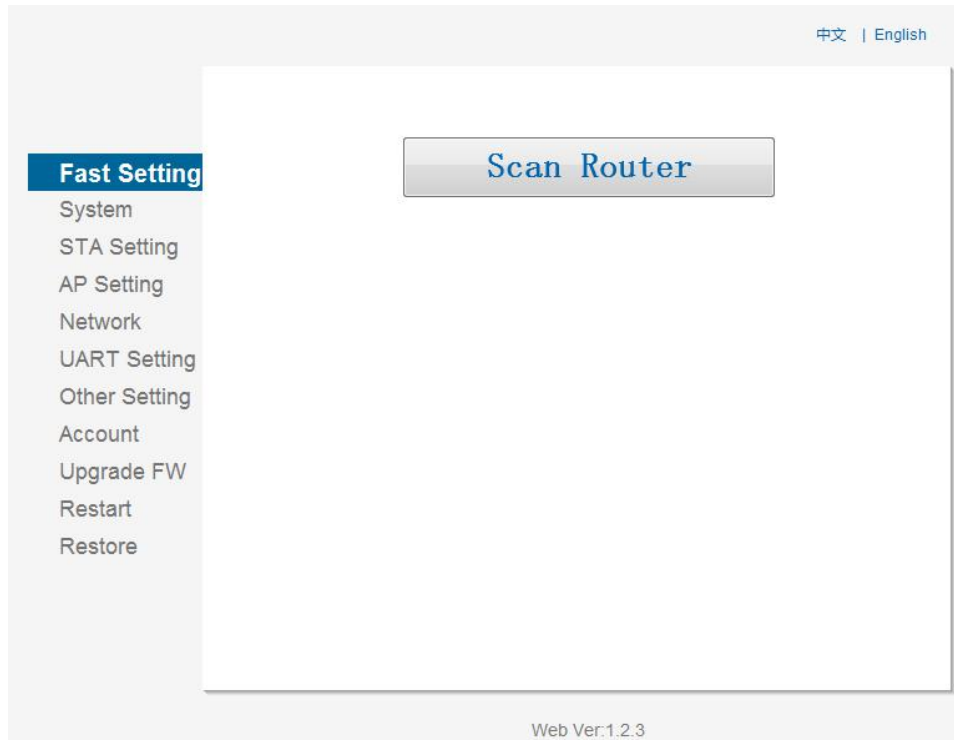 中文 | English
Scan Router
Fast Setting
System
STA Setting
AP Setting
Network
UART Setting
Other Setting
Account
Upgrade FW
Restart
Restore
Web Ver:1.2.3